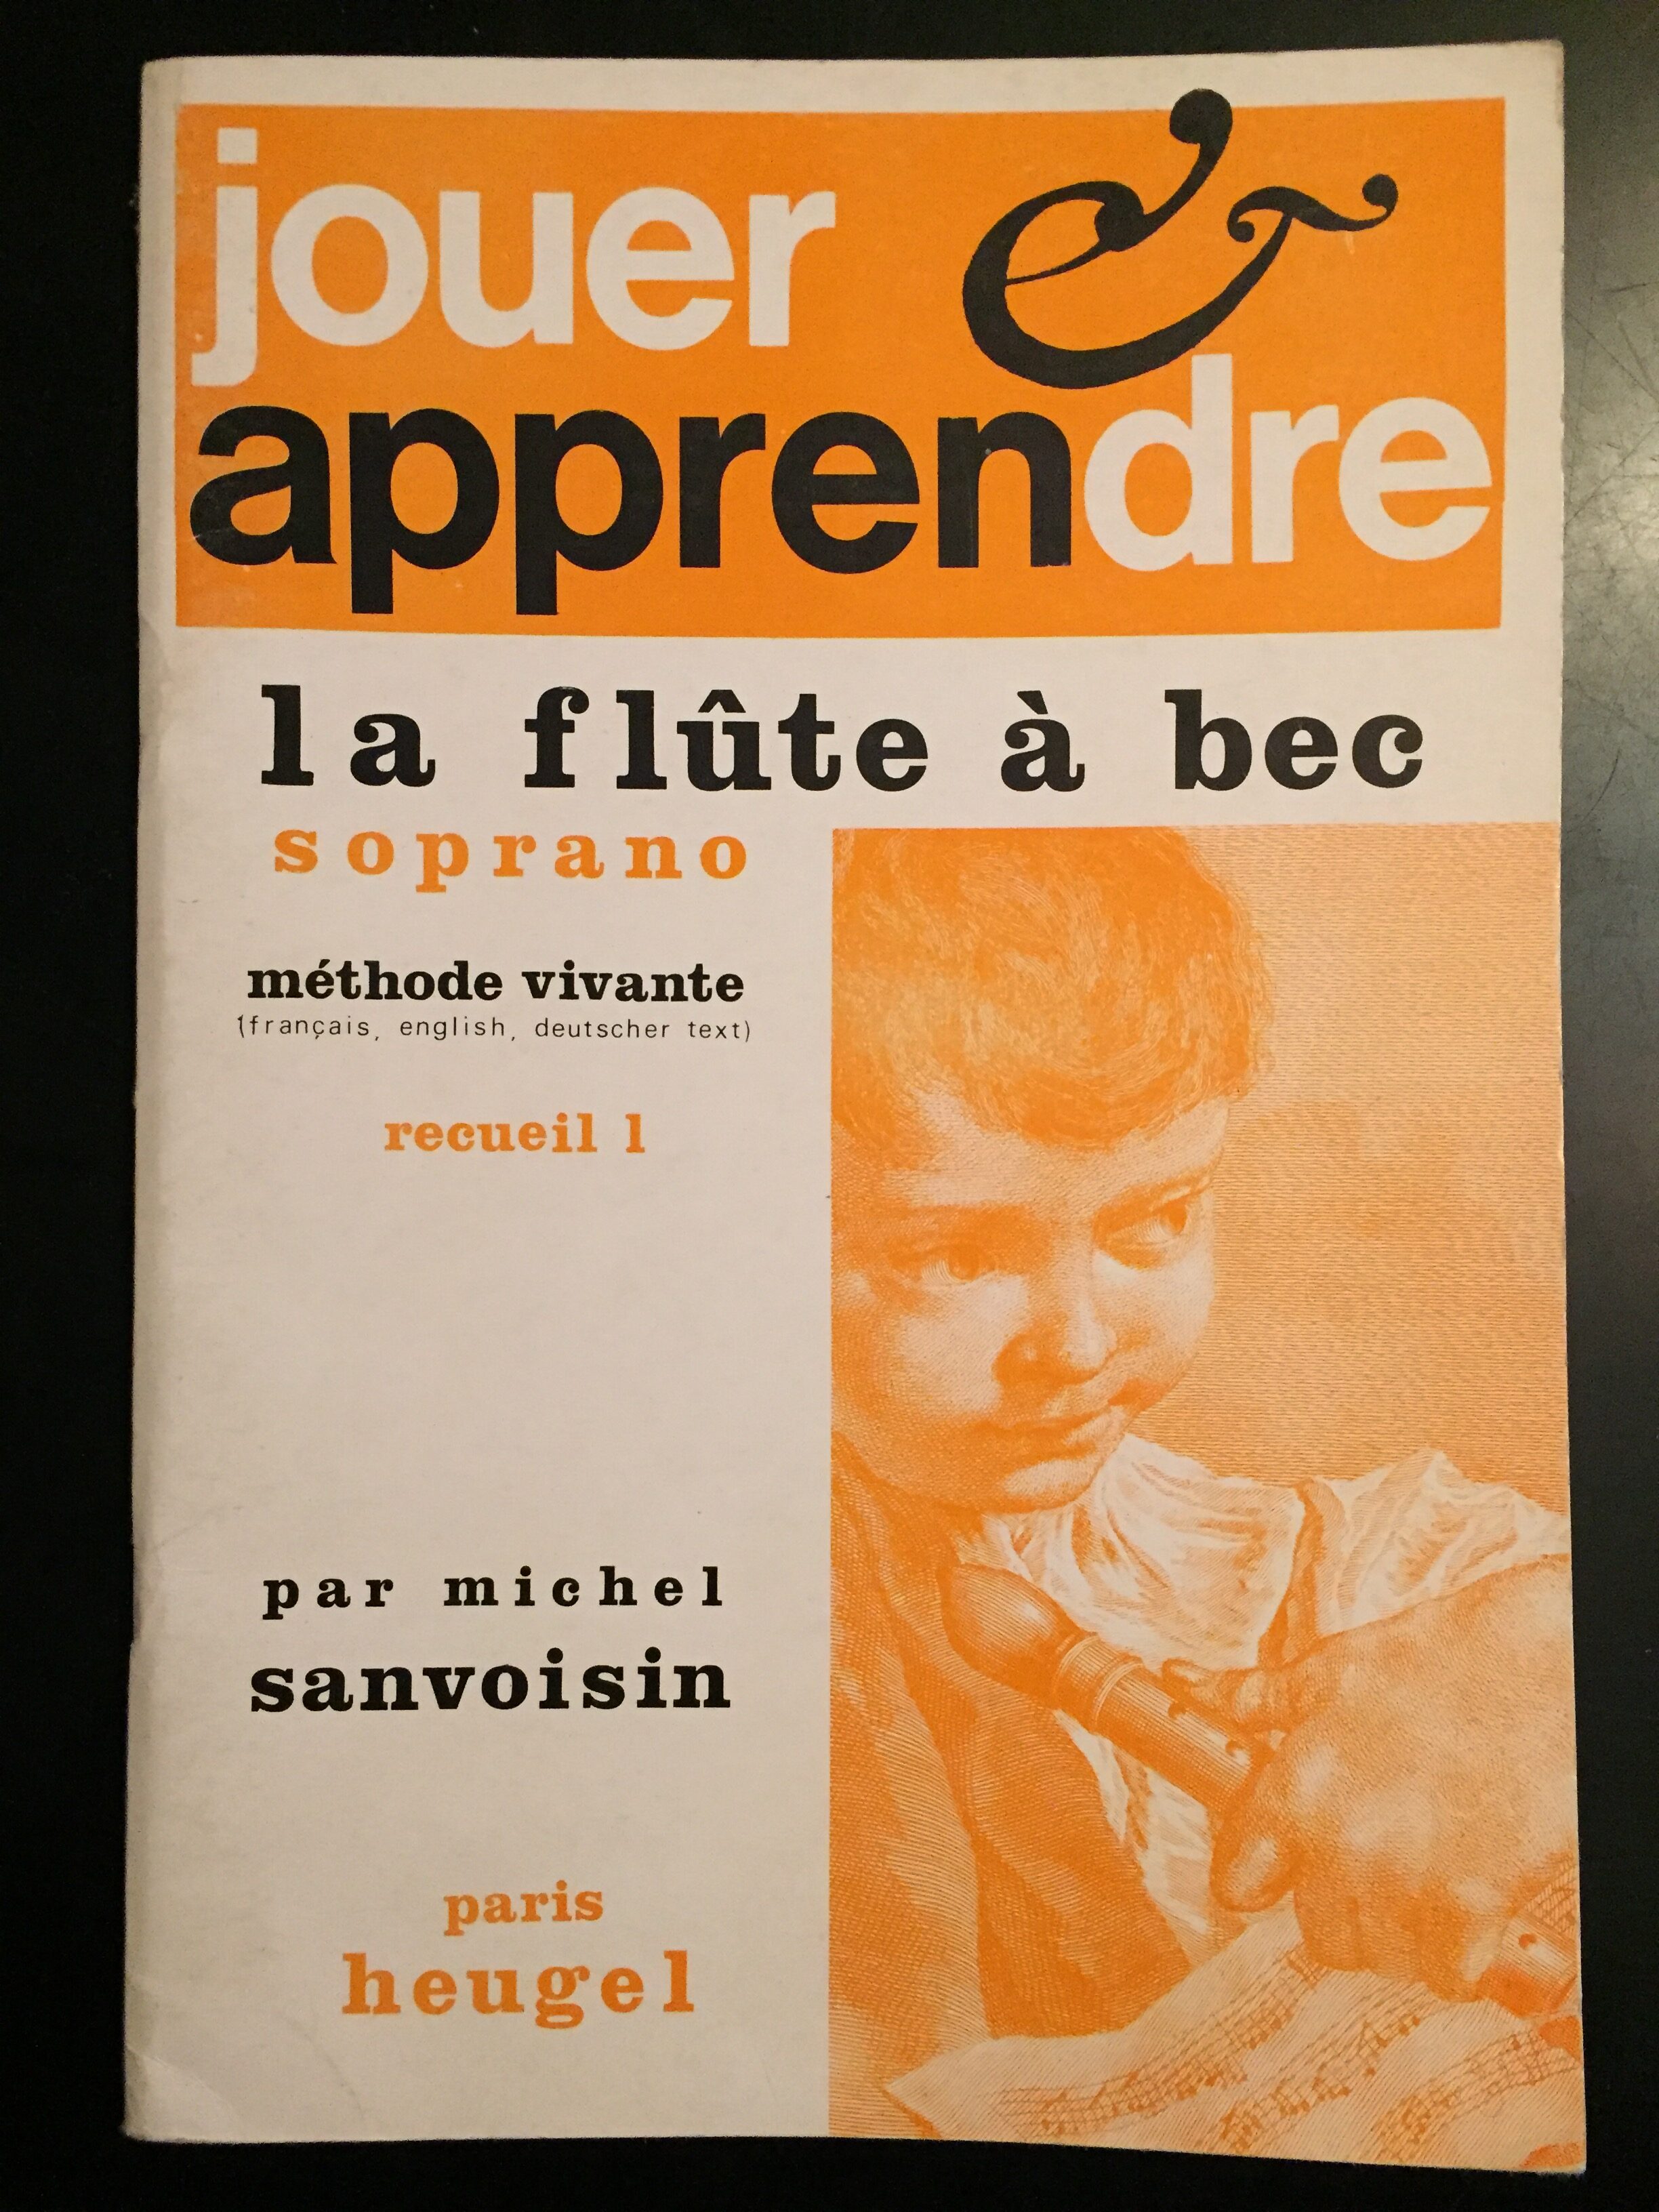 jouer &
apprendre
la flûte à bec
soprano
méthode vivante
(français, english, deutscher text)
recueil 1
par michel
sanvoisin
paris
heugel